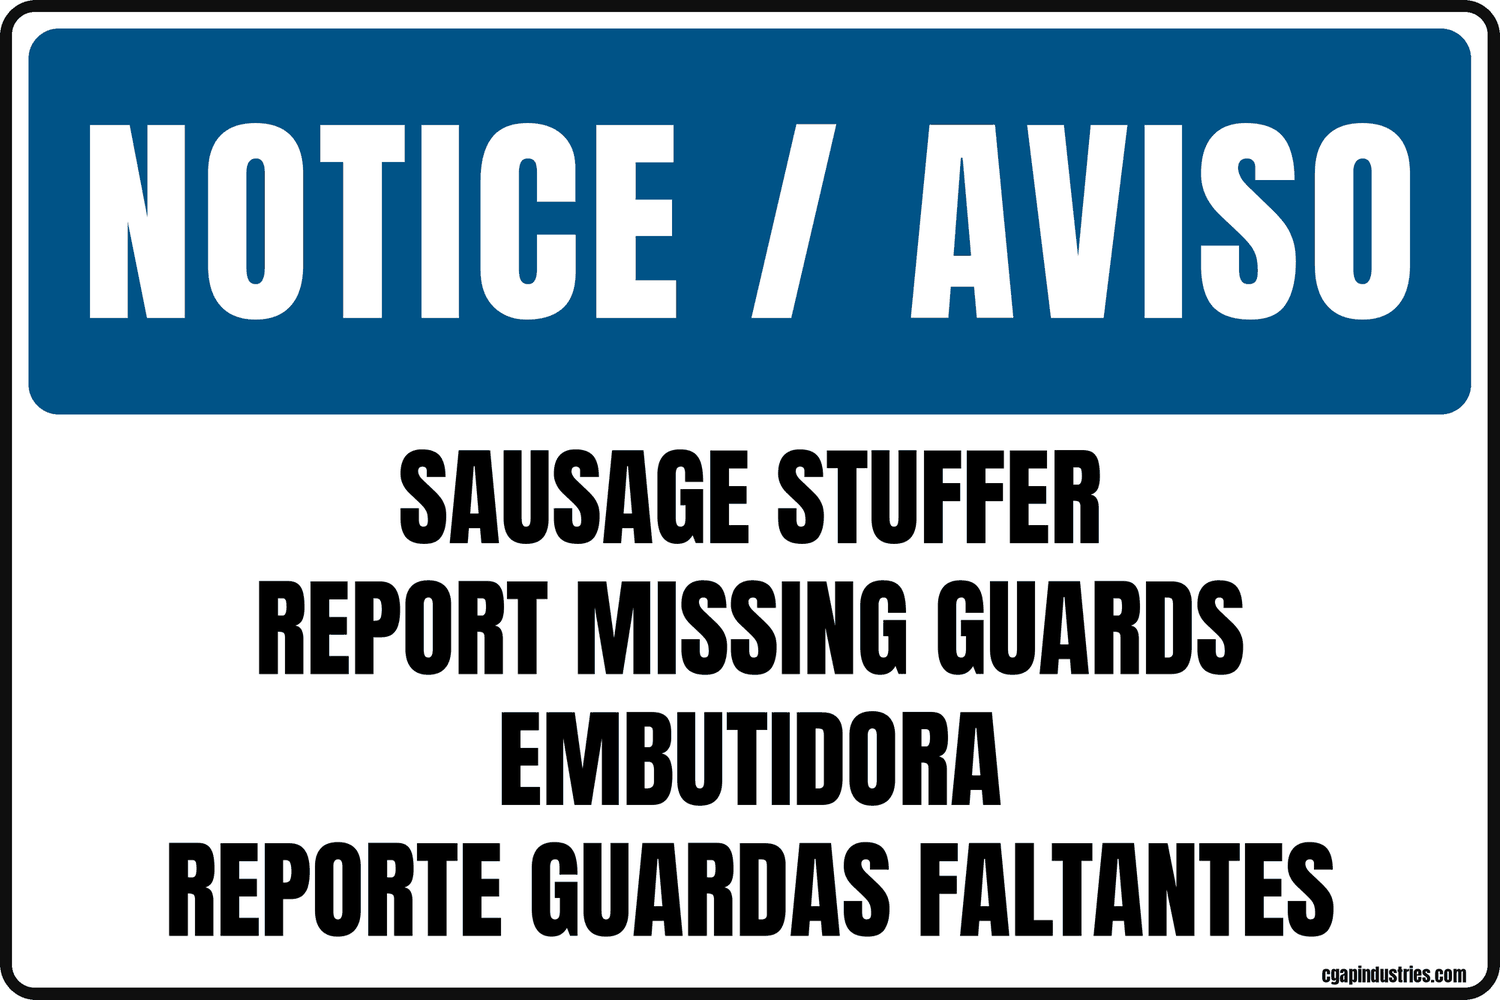 NOTICE / AVISO
SAUSAGE STUFFER
REPORT MISSING GUARDS
EMBUTIDORA
REPORTE GUARDAS FALTANTES
cgapindustries.com